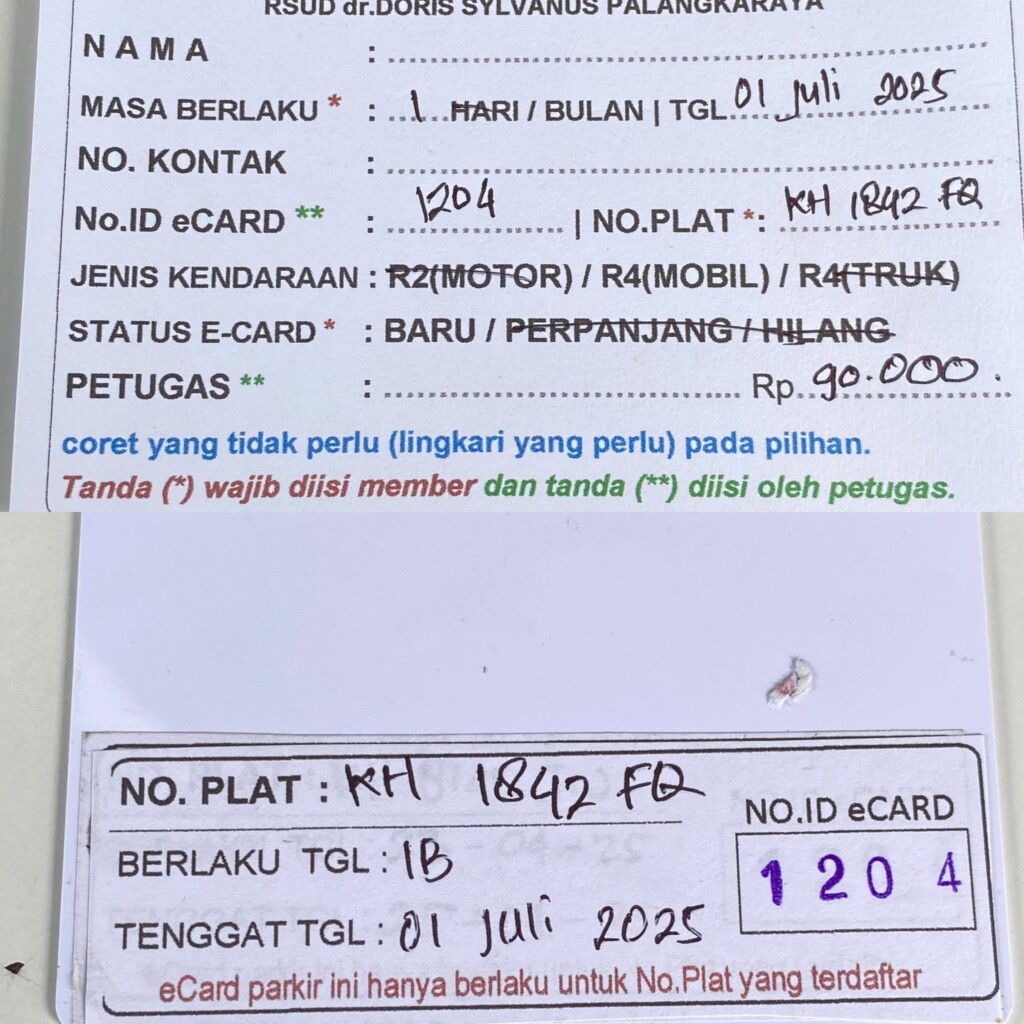 RSUD dr.DORIS SYLVANUS PALANGKARAYA
NAMA :
MASA BERLAKU * : 1 HARI / BULAN | TGL 01 Juli 2025
NO. KONTAK :
No.ID eCARD ** : 1204 | NO.PLAT *: KH 1842 FQ
JENIS KENDARAAN : R2(MOTOR) / R4(MOBIL) / R4(TRUK)
STATUS E-CARD * : BARU / PERPANJANG / HILANG
PETUGAS ** : Rp 90.000.
coret yang tidak perlu (lingkari yang perlu) pada pilihan.
Tanda (*) wajib diisi member dan tanda (**) diisi oleh petugas.
NO. PLAT : KH 1842 FQ
BERLAKU TGL : 1B
TENGGAT TGL : 01 Juli 2025
NO.ID eCARD
1204
eCard parkir ini hanya berlaku untuk No.Plat yang terdaftar